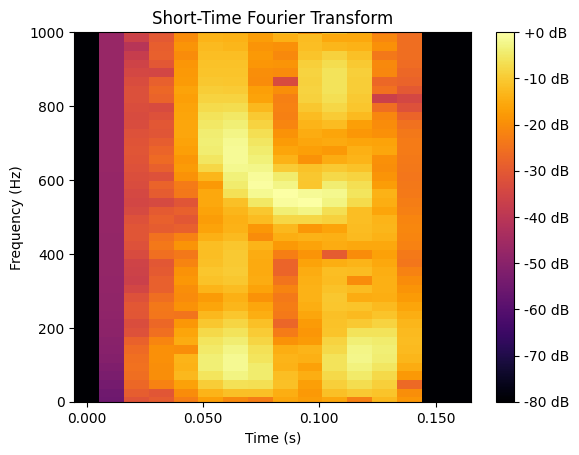 Short-Time Fourier Transform
1000
800
600
400
200
0
Frequency (Hz)
0.000
0.050
0.100
0.150
Time (s)
+0 dB
-10 dB
-20 dB
-30 dB
-40 dB
-50 dB
-60 dB
-70 dB
-80 dB